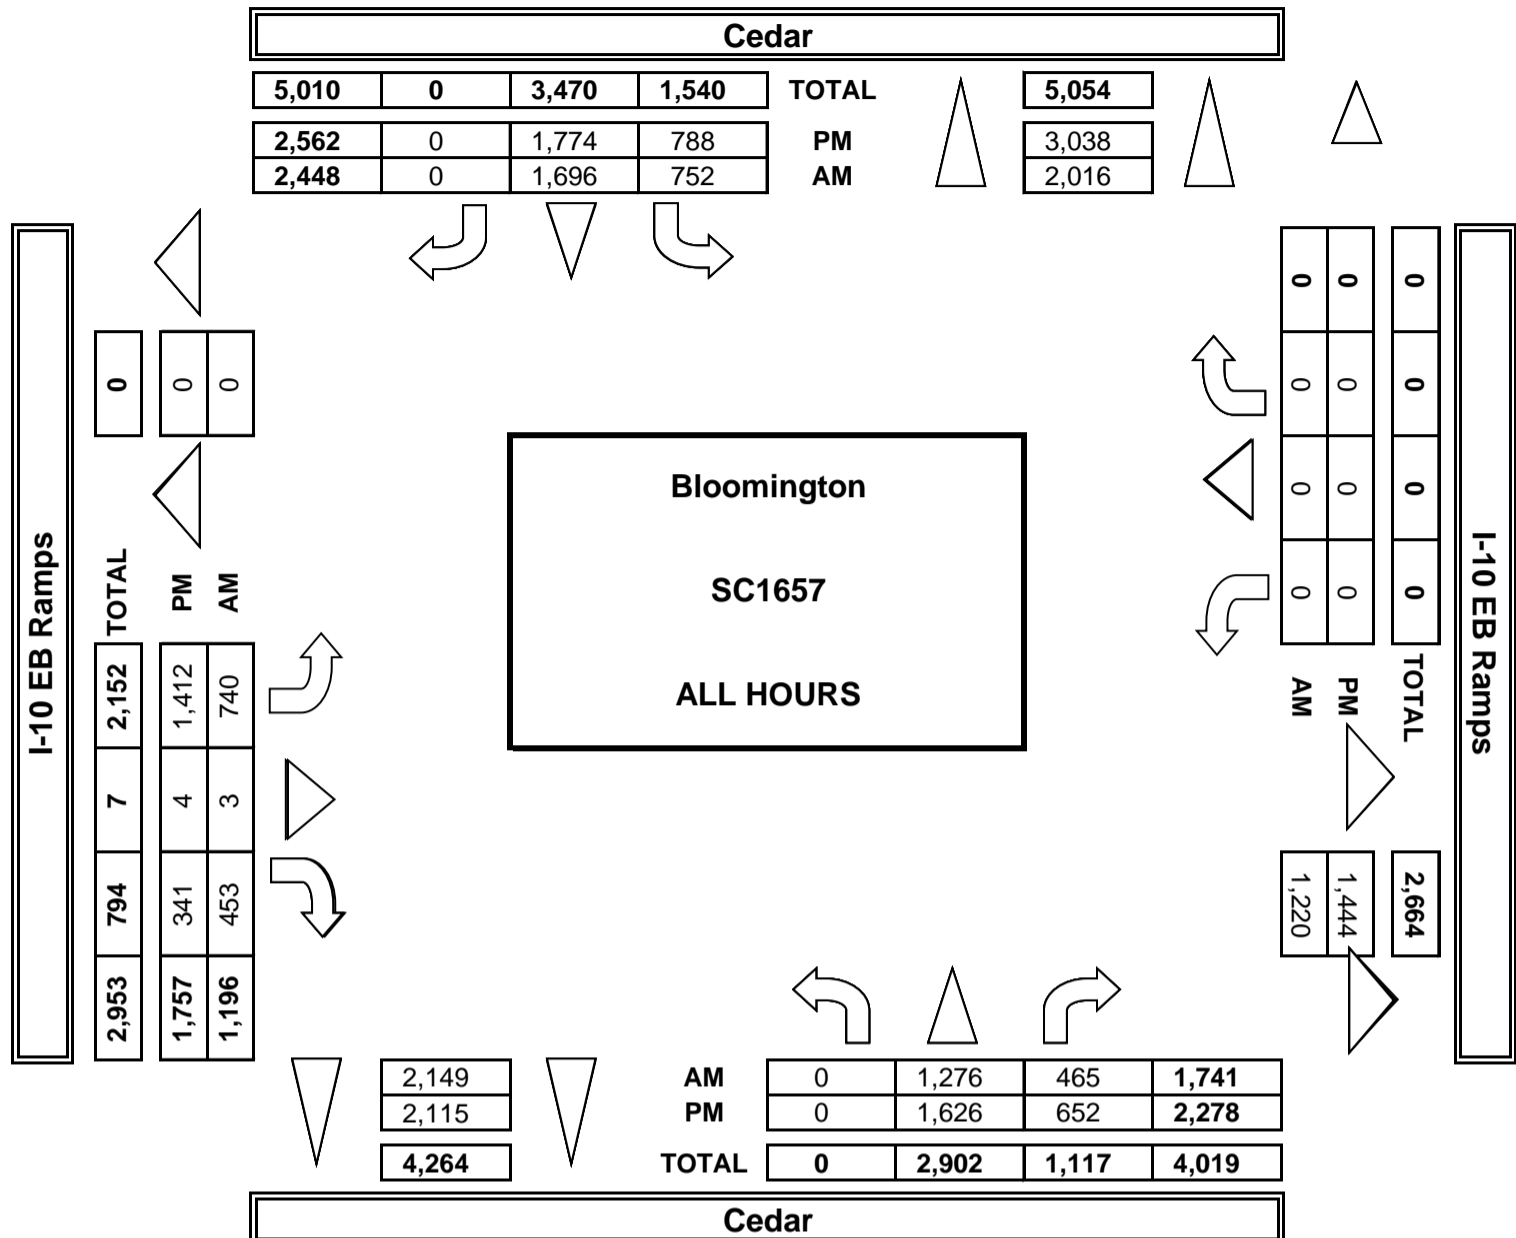 Cedar
5,010 0 3,470 1,540 TOTAL 5,054
2,562 0 1,774 788 PM 3,038
2,448 0 1,696 752 AM 2,016
I-10 EB Ramps
TOTAL 0
PM 0
AM 0
2,152 7 794 2,953
1,412 4 341 1,757
740 3 453 1,196
Bloomington
SC1657
ALL HOURS
0 0 0 0 TOTAL 2,664
0 0 0 0 PM 1,444
0 0 0 0 AM 1,220
I-10 EB Ramps
2,149 AM 0 1,276 465 1,741
2,115 PM 0 1,626 652 2,278
4,264 TOTAL 0 2,902 1,117 4,019
Cedar